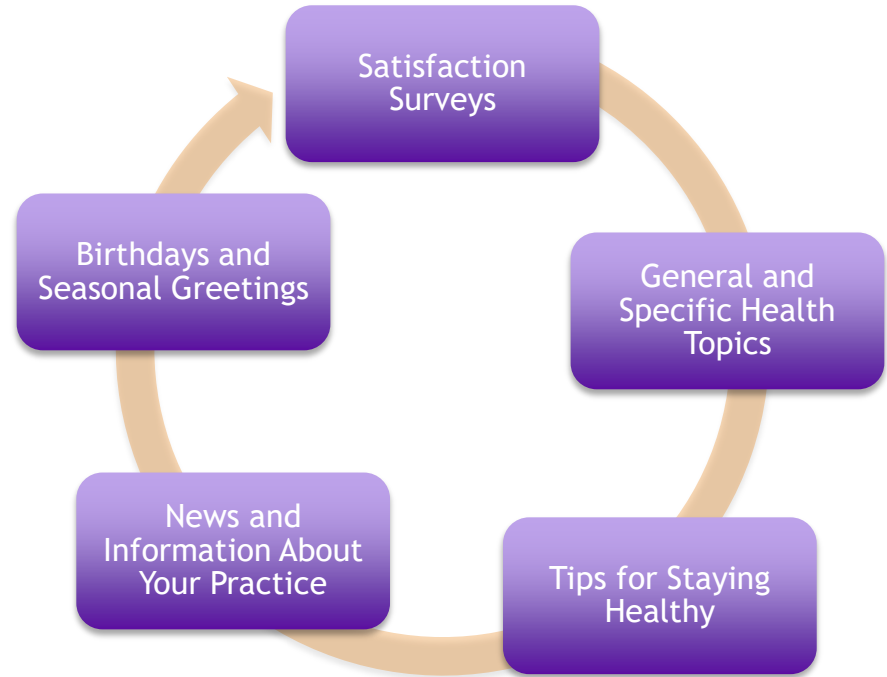 Satisfaction
Surveys
General and
Specific Health
Topics
Tips for Staying
Healthy
News and
Information About
Your Practice
Birthdays and
Seasonal Greetings